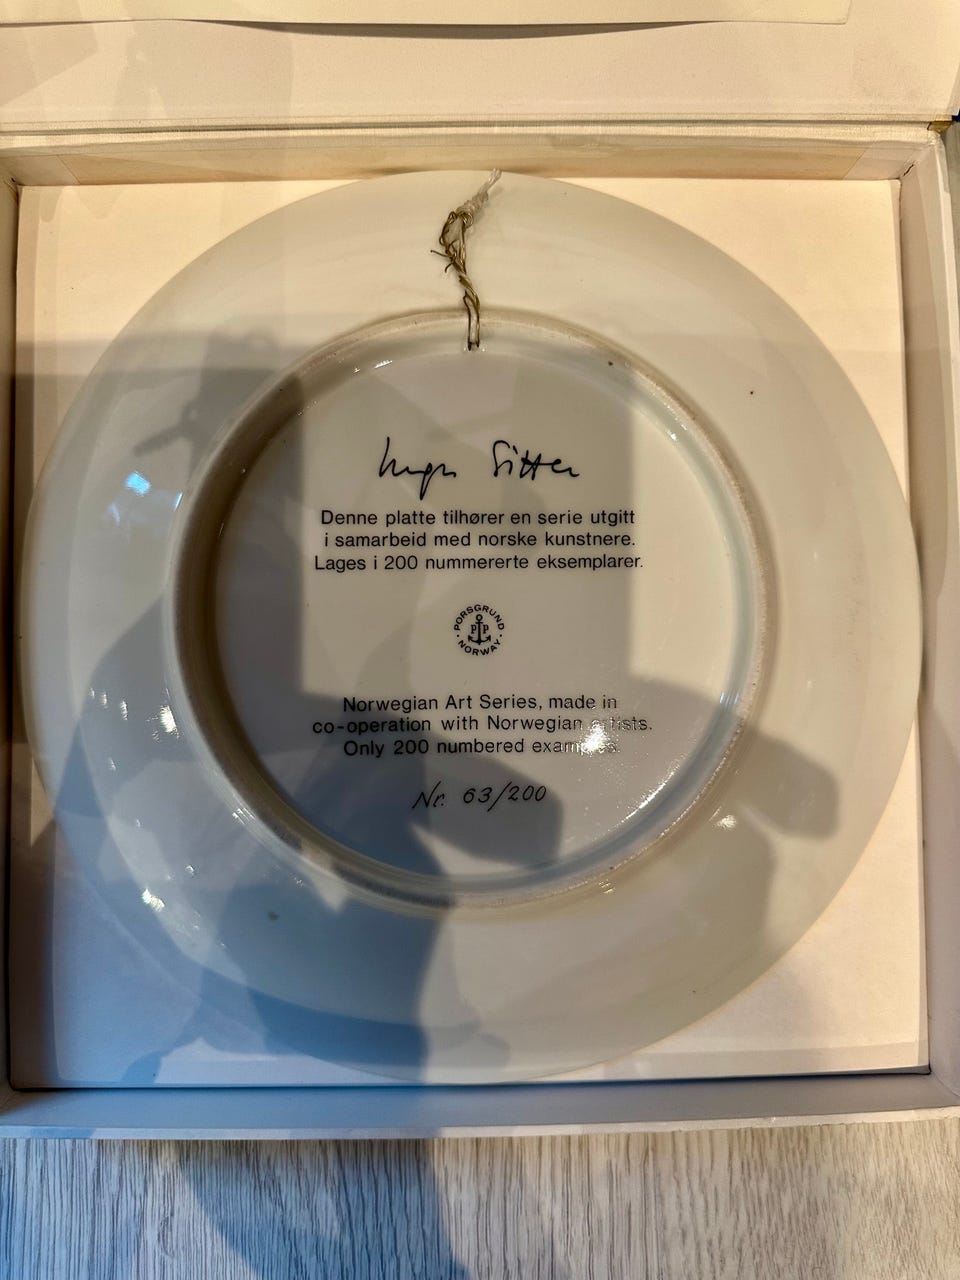 Inger Sitter
Denne platte tilhører en serie utgitt
i samarbeid med norske kunstnere.
Lages i 200 nummererte eksemplarer.
PORSGRUND
PP
NORWAY
Norwegian Art Series, made in
co-operation with Norwegian artists.
Only 200 numbered examples.
Nr. 63/200